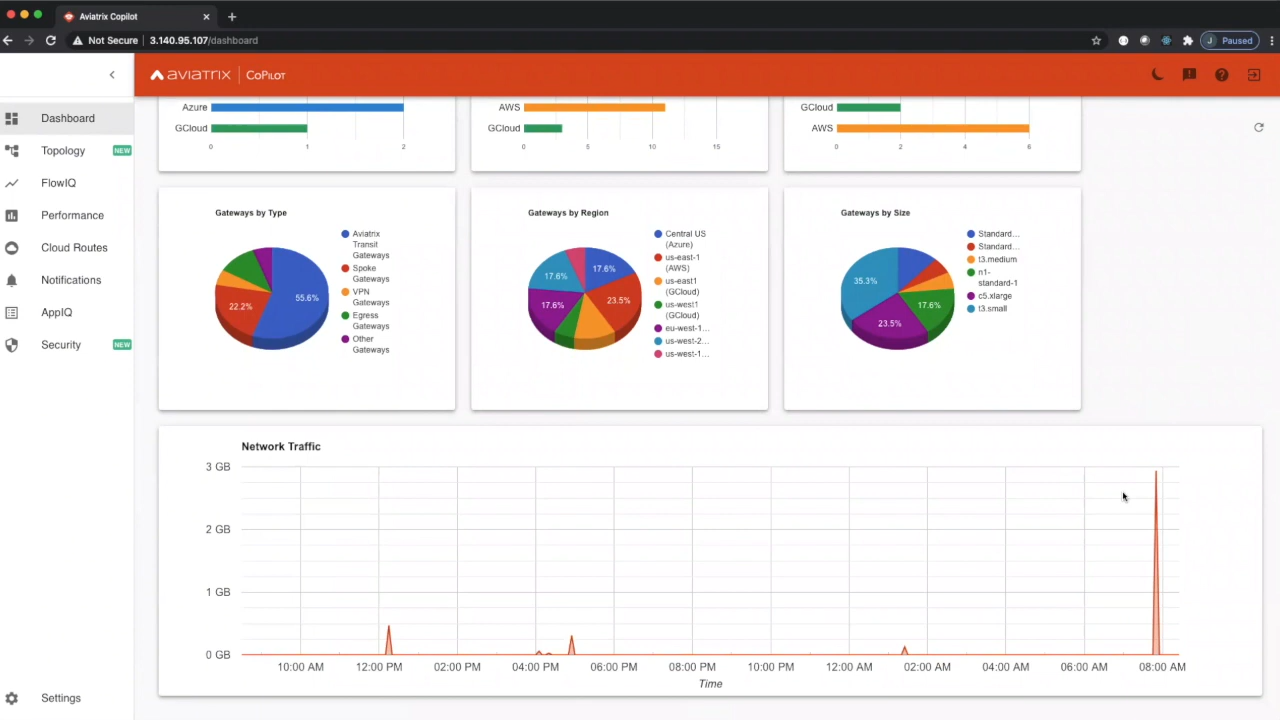 Aviatrix Copilot
Not Secure
3.140.95.107/dashboard
J Paused
aviatrix CoPilot
Dashboard
Topology NEW
FlowIQ
Performance
Cloud Routes
Notifications
AppIQ
Security NEW
Settings
Azure
GCloud
0 1 2
AWS
GCloud
0 5 10 15
GCloud
AWS
0 2 4 6
Gateways by Type
55.6%
22.2%
Aviatrix
Transit
Gateways
Spoke
Gateways
VPN
Gateways
Egress
Gateways
Other
Gateways
Gateways by Region
17.6%
17.6%
23.5%
17.6%
Central US
(Azure)
us-east-1
(AWS)
us-east1
(GCloud)
us-west1
(GCloud)
eu-west-1...
us-west-2...
us-west-1...
Gateways by Size
35.3%
17.6%
23.5%
Standard...
Standard...
t3.medium
n1-
standard-1
c5.xlarge
t3.small
Network Traffic
3 GB
2 GB
1 GB
0 GB
10:00 AM 12:00 PM 02:00 PM 04:00 PM 06:00 PM 08:00 PM 10:00 PM 12:00 AM 02:00 AM 04:00 AM 06:00 AM 08:00 AM
Time